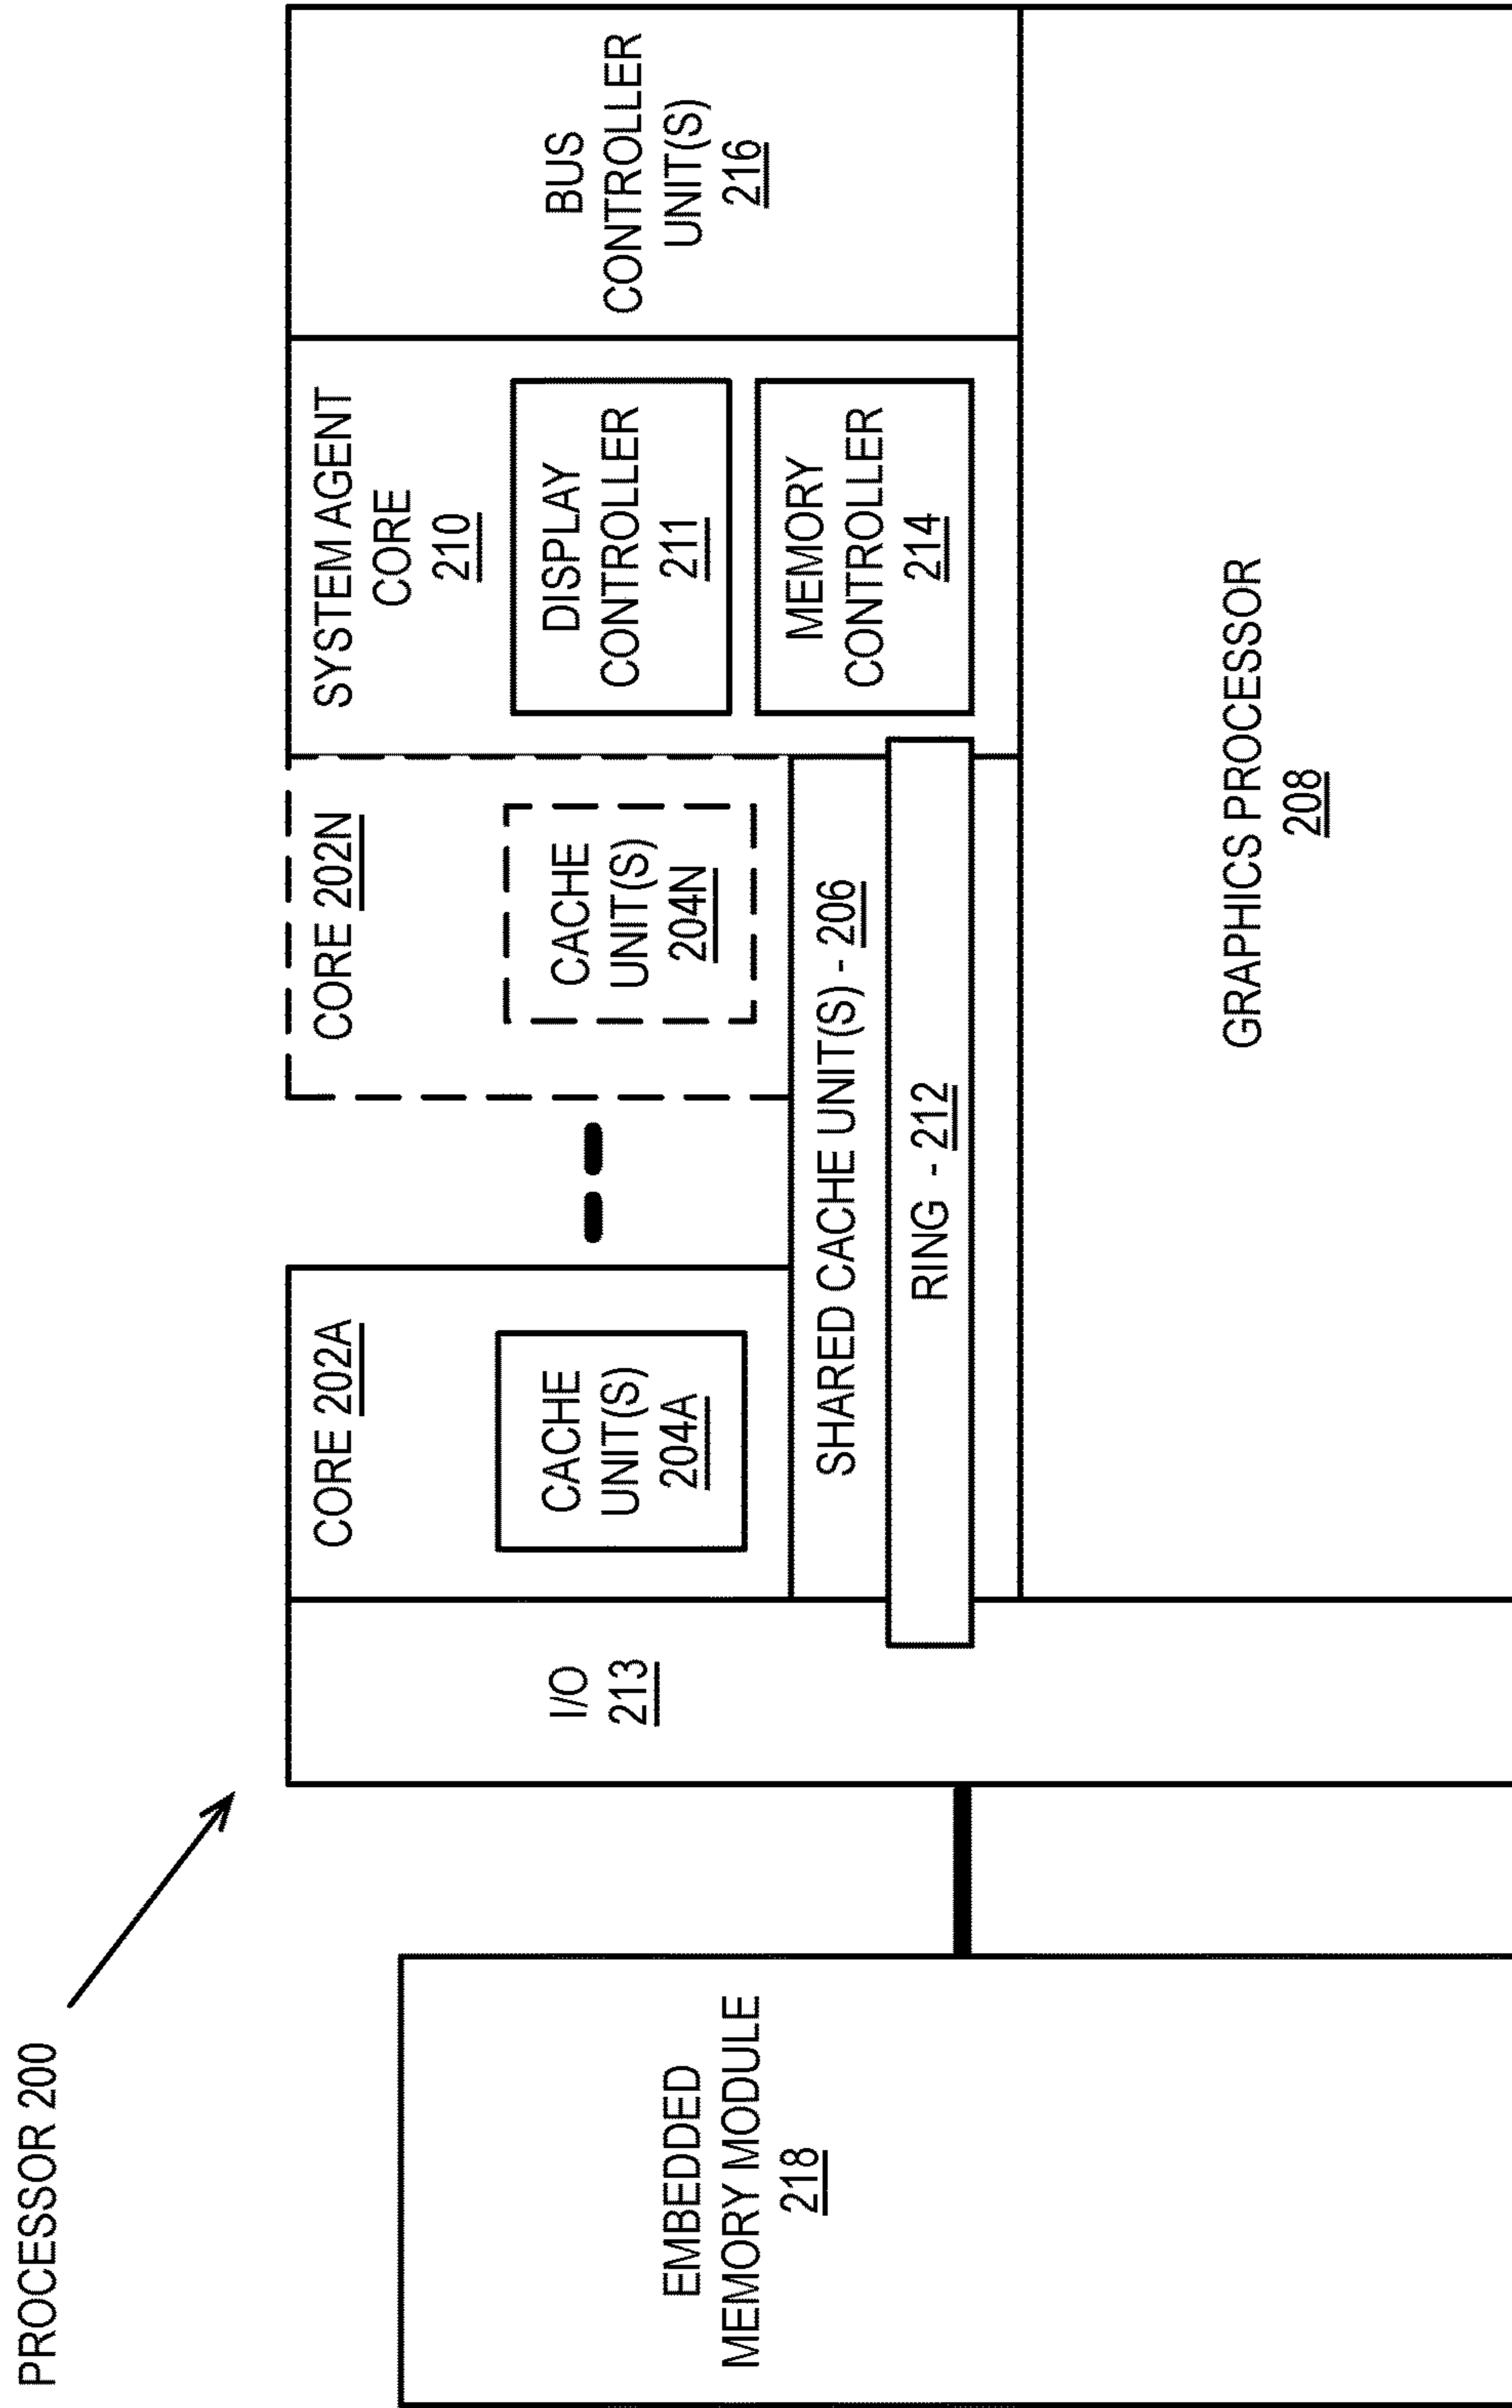 PROCESSOR 200
EMBEDDED
MEMORY MODULE
218
I/O
213
CORE 202A
CACHE
UNIT(S)
204A
CORE 202N
CACHE
UNIT(S)
204N
SHARED CACHE UNIT(S) - 206
RING - 212
SYSTEM AGENT
CORE
210
DISPLAY
CONTROLLER
211
MEMORY
CONTROLLER
214
BUS
CONTROLLER
UNIT(S)
216
GRAPHICS PROCESSOR
208